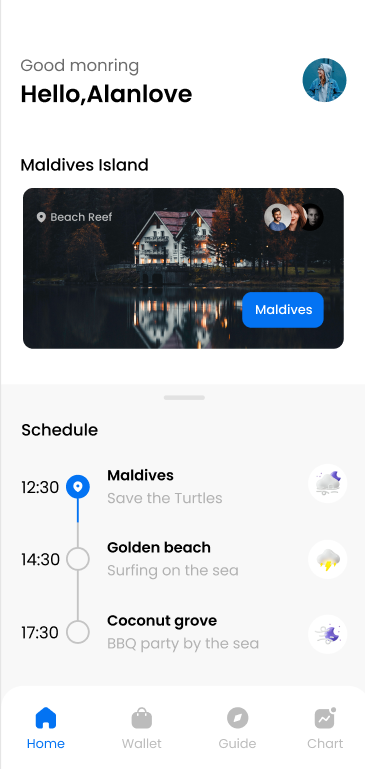 Good monring
Hello,Alanlove
Maldives Island
Beach Reef
Maldives
Schedule
12:30
Maldives
Save the Turtles
14:30
Golden beach
Surfing on the sea
17:30
Coconut grove
BBQ party by the sea
Home
Wallet
Guide
Chart